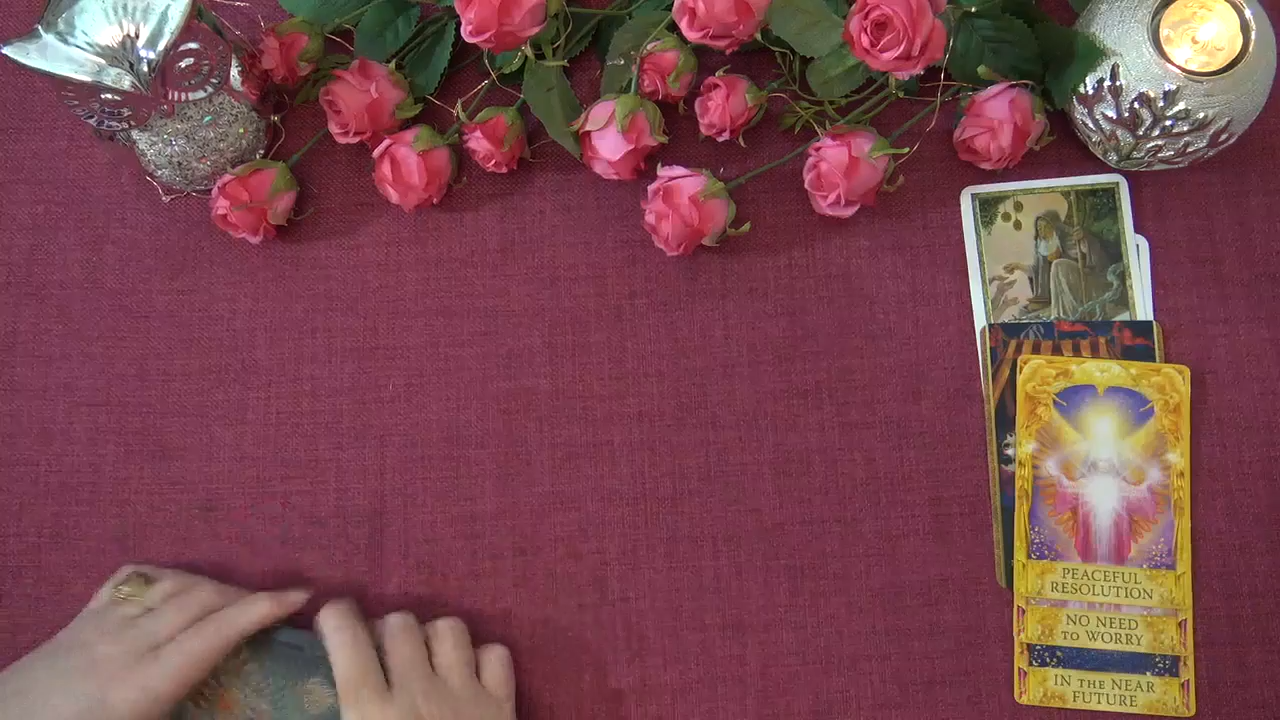 PEACEFUL
RESOLUTION
NO NEED
TO WORRY
IN THE NEAR
FUTURE